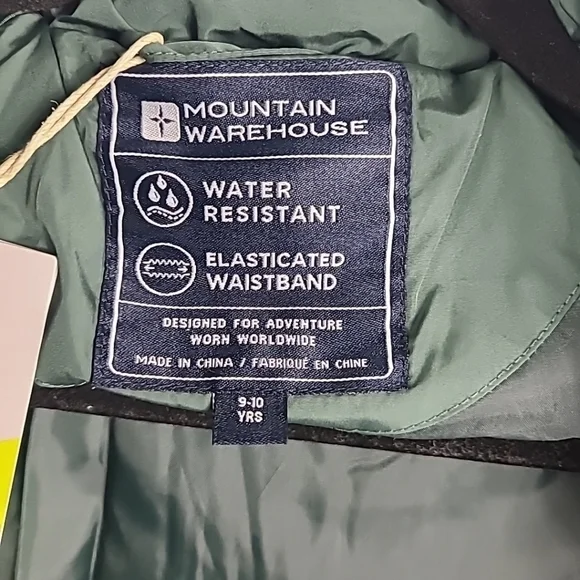 MOUNTAIN
WAREHOUSE
WATER
RESISTANT
ELASTICATED
WAISTBAND
DESIGNED FOR ADVENTURE
WORN WORLDWIDE
MADE IN CHINA / FABRIQUÉ EN CHINE
9-10
YRS